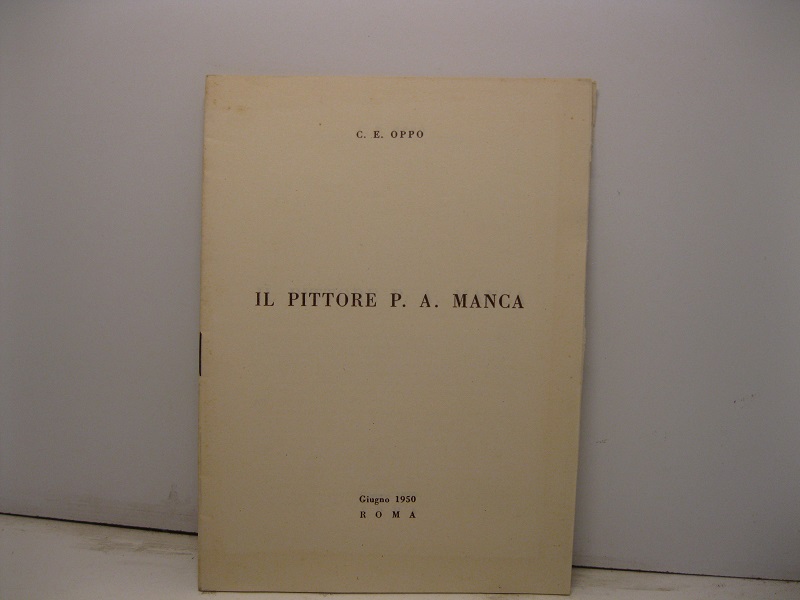 C. E. OPPO
IL PITTORE P. A. MANCA
Giugno 1950
ROMA